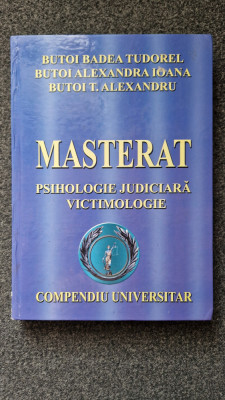 BUTOI BADEA TUDOREL
BUTOI ALEXANDRA IOANA
BUTOI T. ALEXANDRU
MASTERAT
PSIHOLOGIE JUDICIARĂ
VICTIMOLOGIE
COMPENDIU UNIVERSITAR